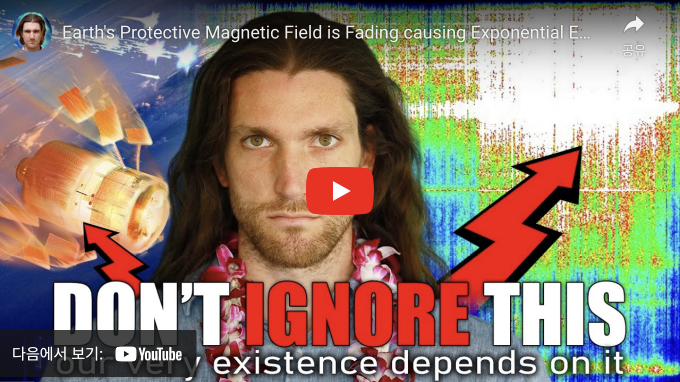 Earth's Protective Magnetic Field is Fading causing Exponential E...
공유
DON'T IGNORE THIS
very existence depends on it
다음에서 보기: YouTube